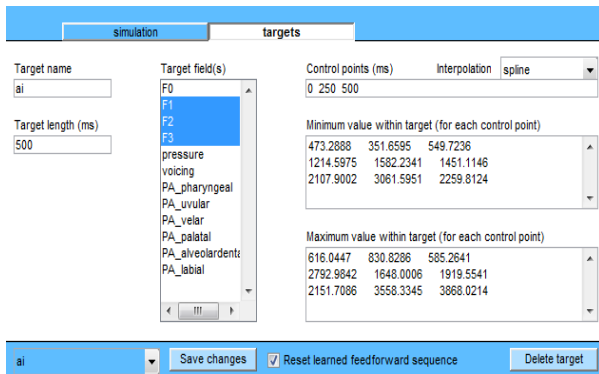 simulation targets
Target name
ai
Target length (ms)
500
Target field(s)
F0
F1
F2
F3
pressure
voicing
PA_pharyngeal
PA_uvular
PA_velar
PA_palatal
PA_alveolardenta
PA_labial
Control points (ms) Interpolation spline
0 250 500
Minimum value within target (for each control point)
473.2888 351.6595 549.7236
1214.5975 1582.2341 1451.1146
2107.9002 3061.5951 2259.8124
Maximum value within target (for each control point)
616.0447 830.8286 585.2641
2792.9842 1648.0006 1919.5541
2151.7086 3558.3345 3868.0214
ai Save changes Reset learned feedforward sequence Delete target